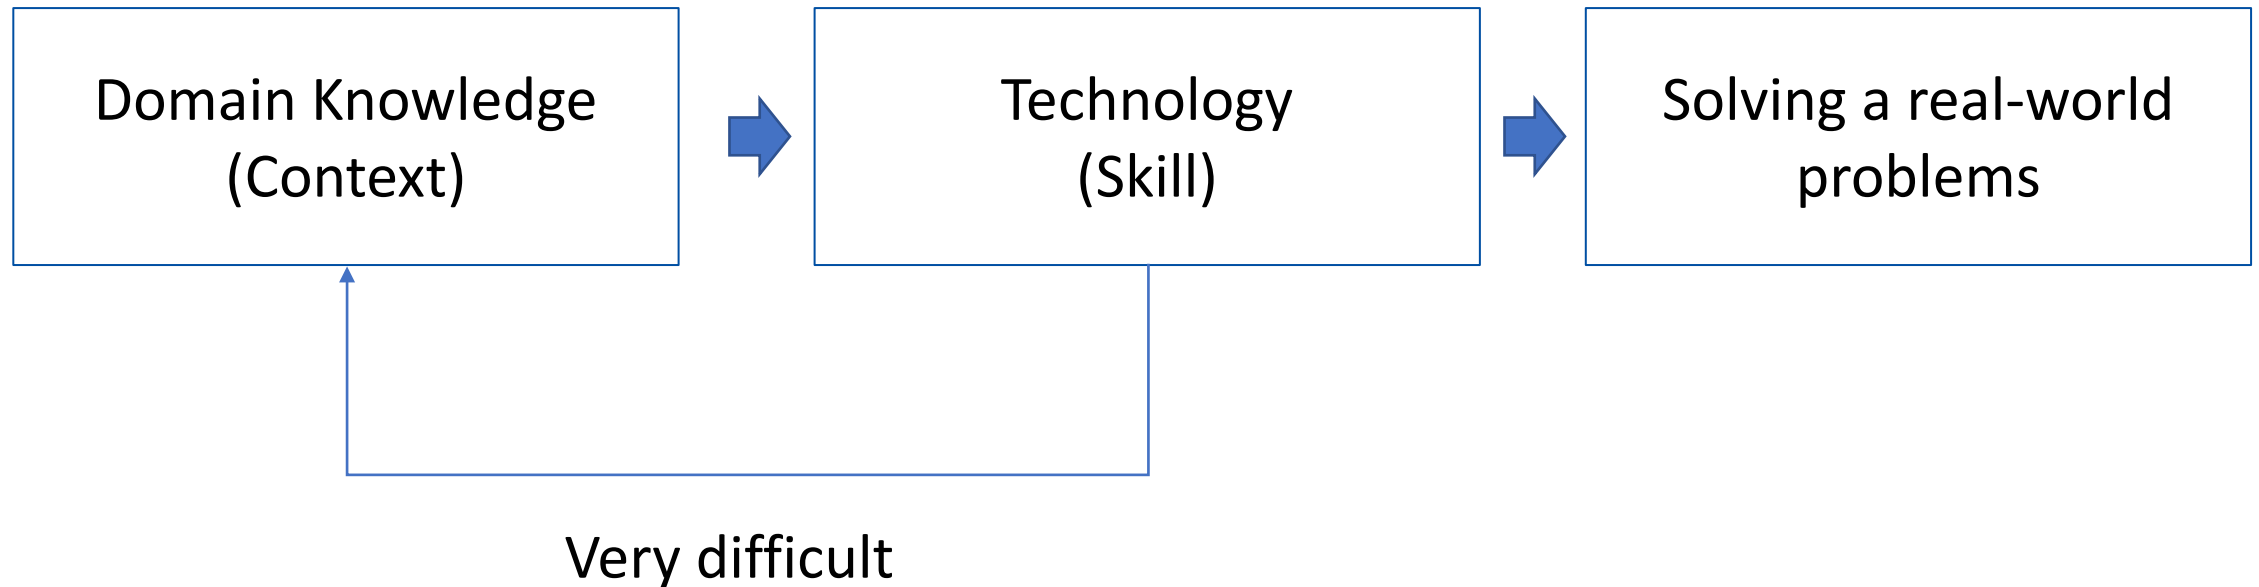 Domain Knowledge
(Context)
Technology
(Skill)
Solving a real-world
problems
Very difficult